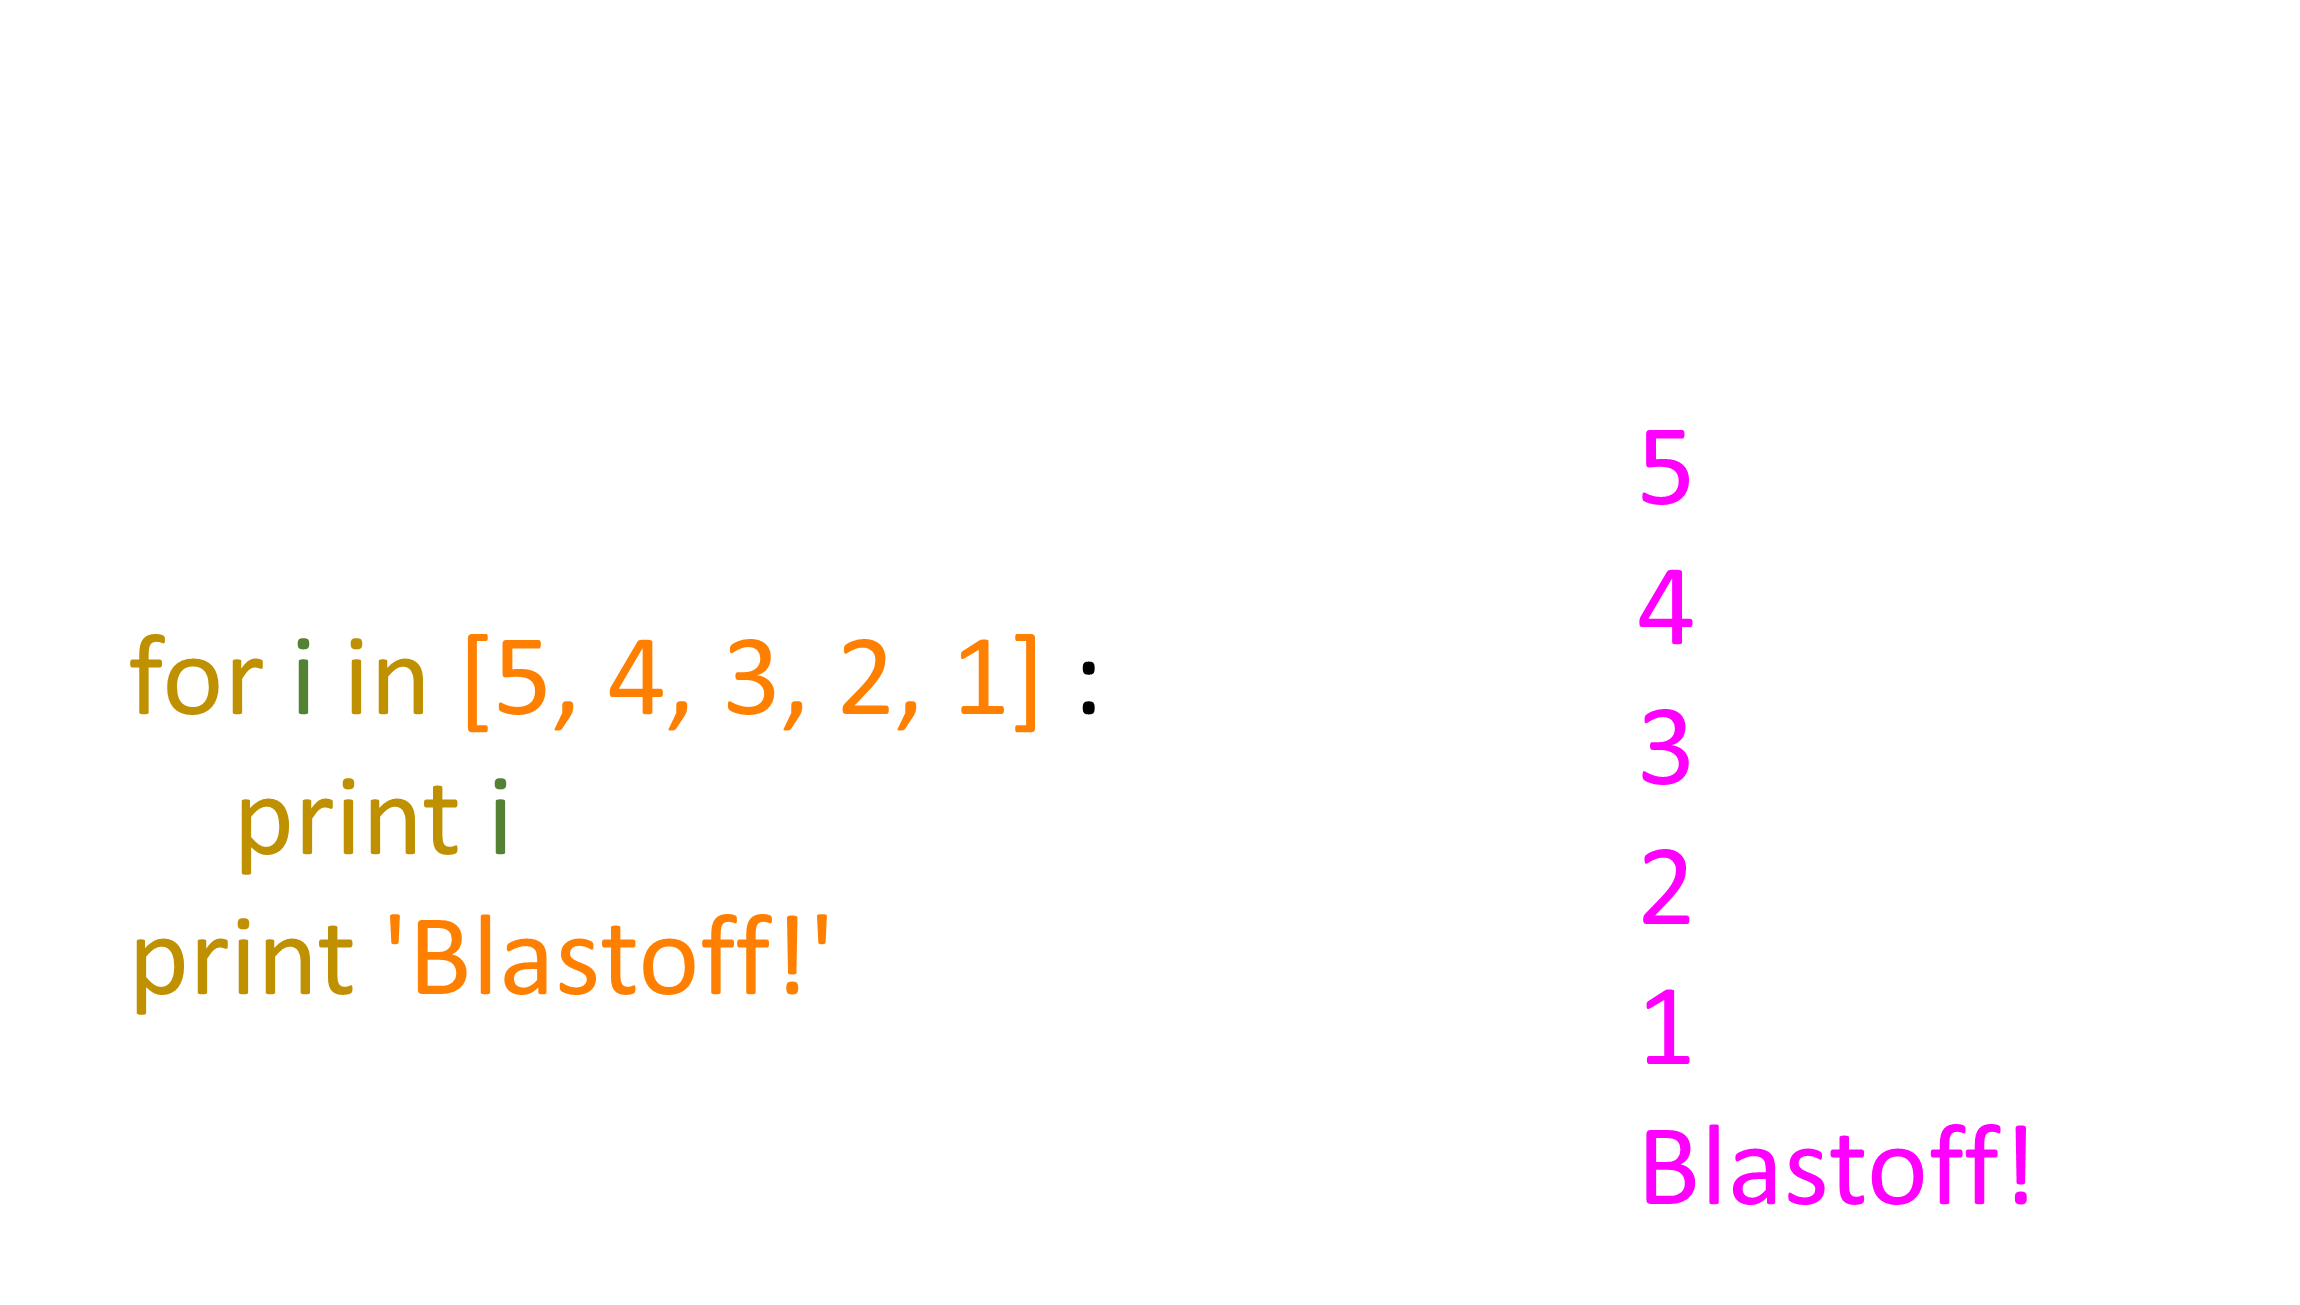 for i in [5, 4, 3, 2, 1] :
print i
print 'Blastoff!'
5
4
3
2
1
Blastoff!